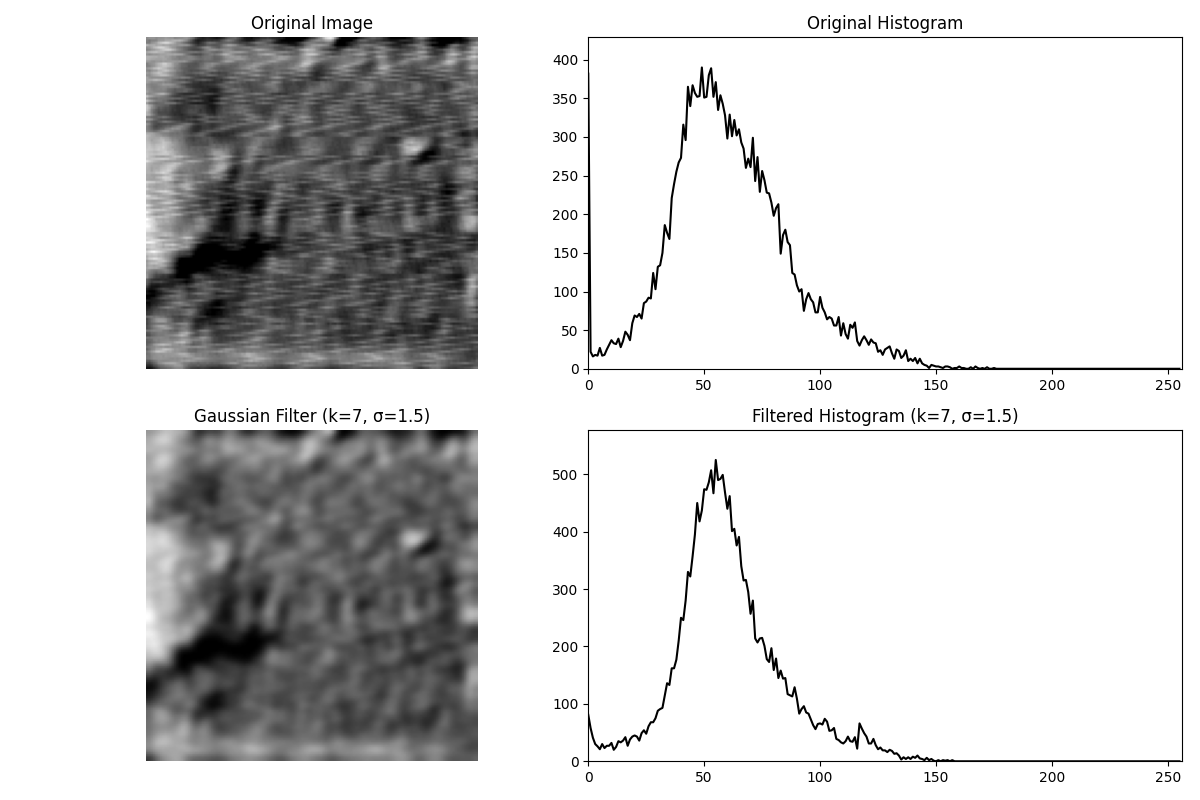 Original Image
Original Histogram
400
350
300
250
200
150
100
50
0
0 50 100 150 200 250
Gaussian Filter (k=7, σ=1.5)
Filtered Histogram (k=7, σ=1.5)
500
400
300
200
100
0
0 50 100 150 200 250